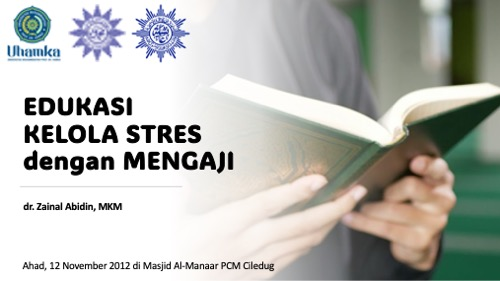 Uhamka
EDUKASI
KELOLA STRES
dengan MENGAJI
dr. Zainal Abidin, MKM
Ahad, 12 November 2012 di Masjid Al-Manaar PCM Ciledug